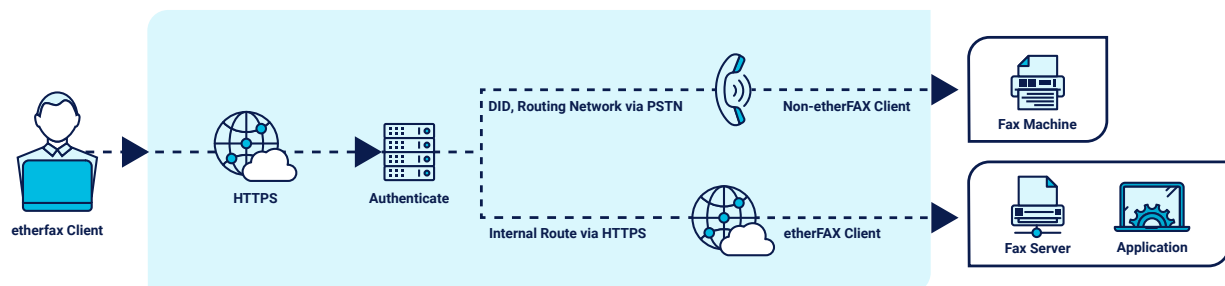 etherfax Client
HTTPS
Authenticate
DID, Routing Network via PSTN
Non-etherFAX Client
Fax Machine
Internal Route via HTTPS
etherFAX Client
Fax Server
Application